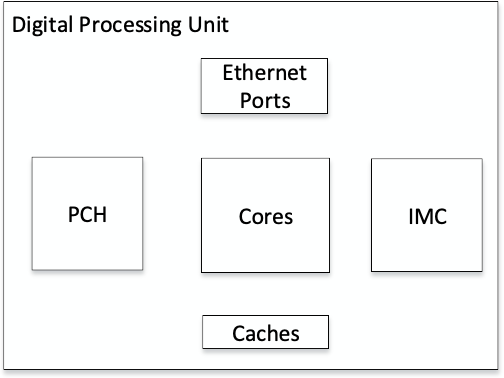 Digital Processing Unit
Ethernet
Ports
PCH
Cores
IMC
Caches